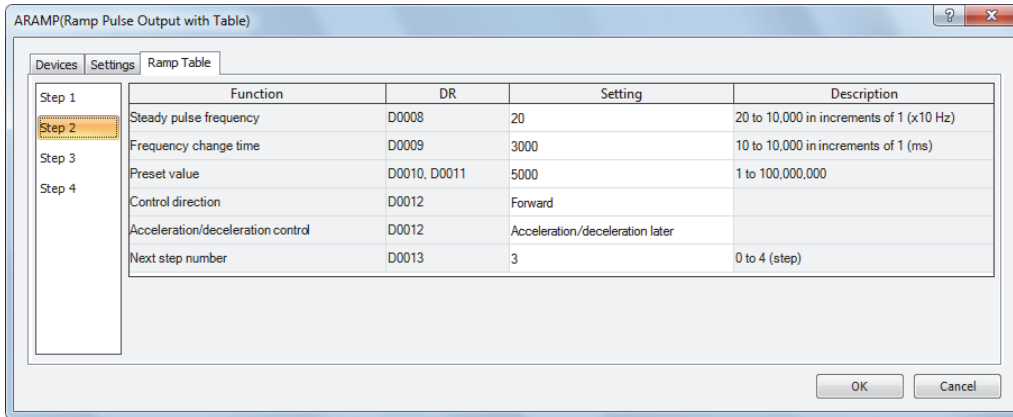 ARAMP(Ramp Pulse Output with Table)
?
X
Devices Settings Ramp Table
Step 1
Step 2
Step 3
Step 4
Function DR Setting Description
Steady pulse frequency D0008 20 20 to 10,000 in increments of 1 (x10 Hz)
Frequency change time D0009 3000 10 to 10,000 in increments of 1 (ms)
Preset value D0010, D0011 5000 1 to 100,000,000
Control direction D0012 Forward
Acceleration/deceleration control D0012 Acceleration/deceleration later
Next step number D0013 3 0 to 4 (step)
OK Cancel